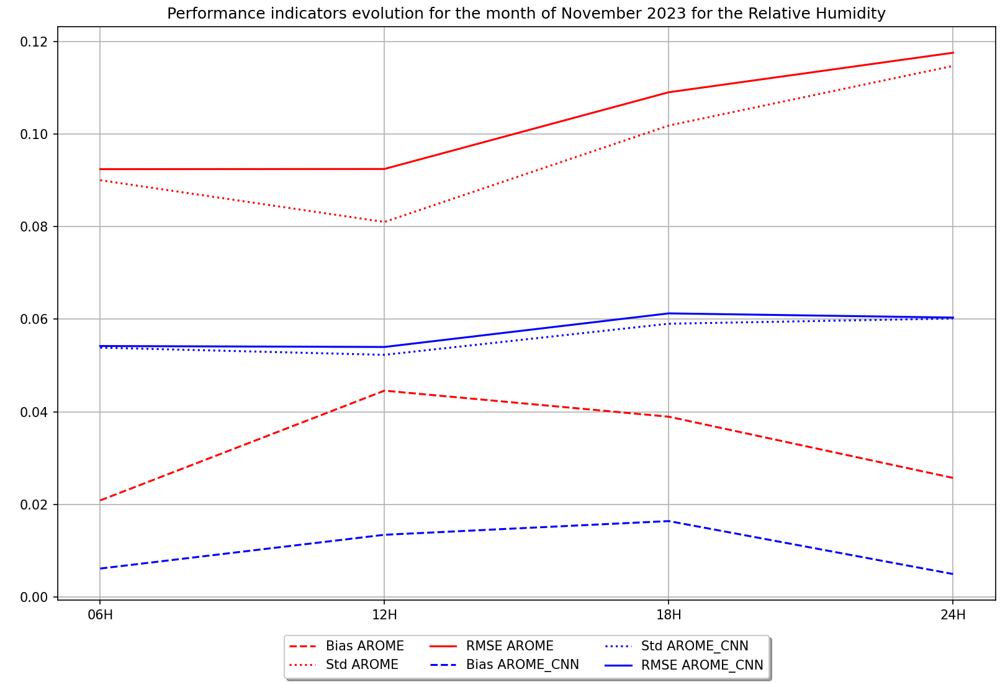 Performance indicators evolution for the month of November 2023 for the Relative Humidity
0.12
0.10
0.08
0.06
0.04
0.02
0.00
06H 12H 18H 24H
Bias AROME RMSE AROME Std AROME_CNN
Std AROME Bias AROME_CNN RMSE AROME_CNN